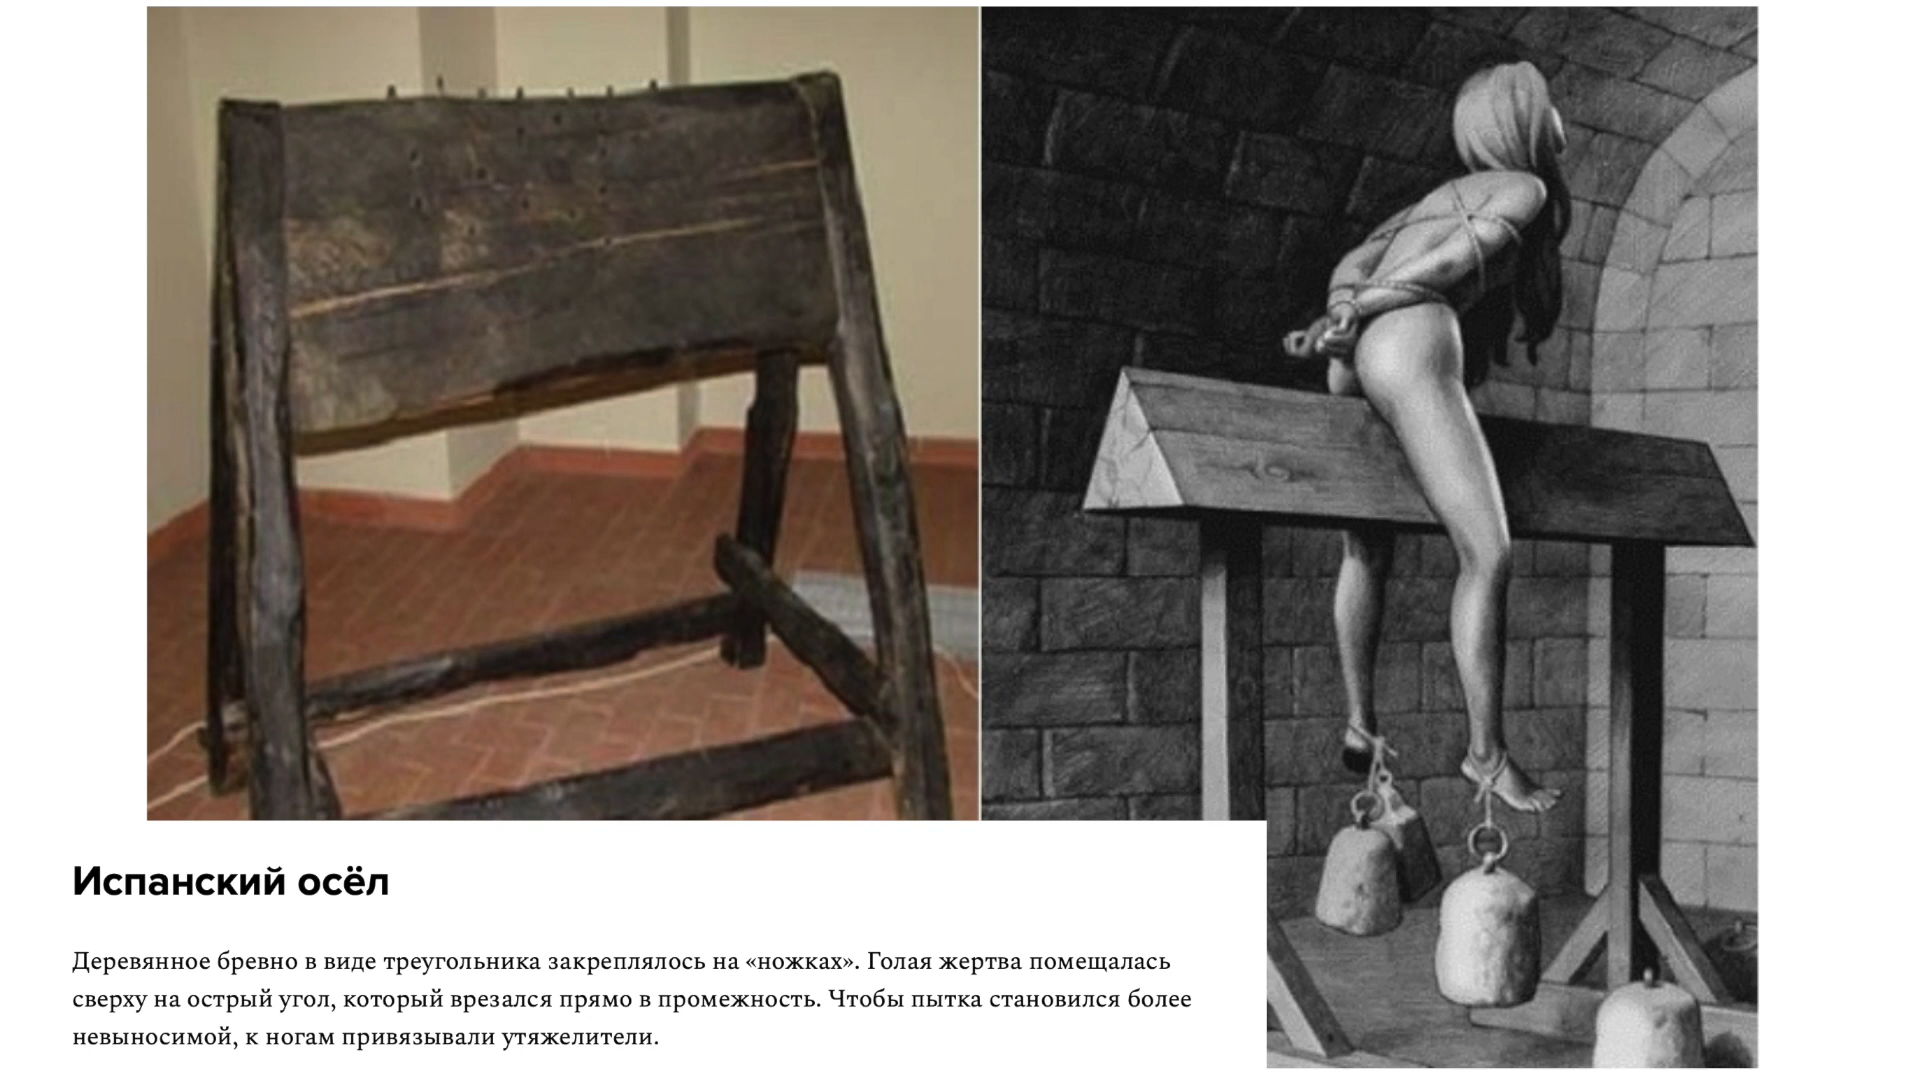 Испанский осёл
Деревянное бревно в виде треугольника закреплялось на «ножках». Голая жертва помещалась
сверху на острый угол, который врезался прямо в промежность. Чтобы пытка становился более
невыносимой, к ногам привязывали утяжелители.